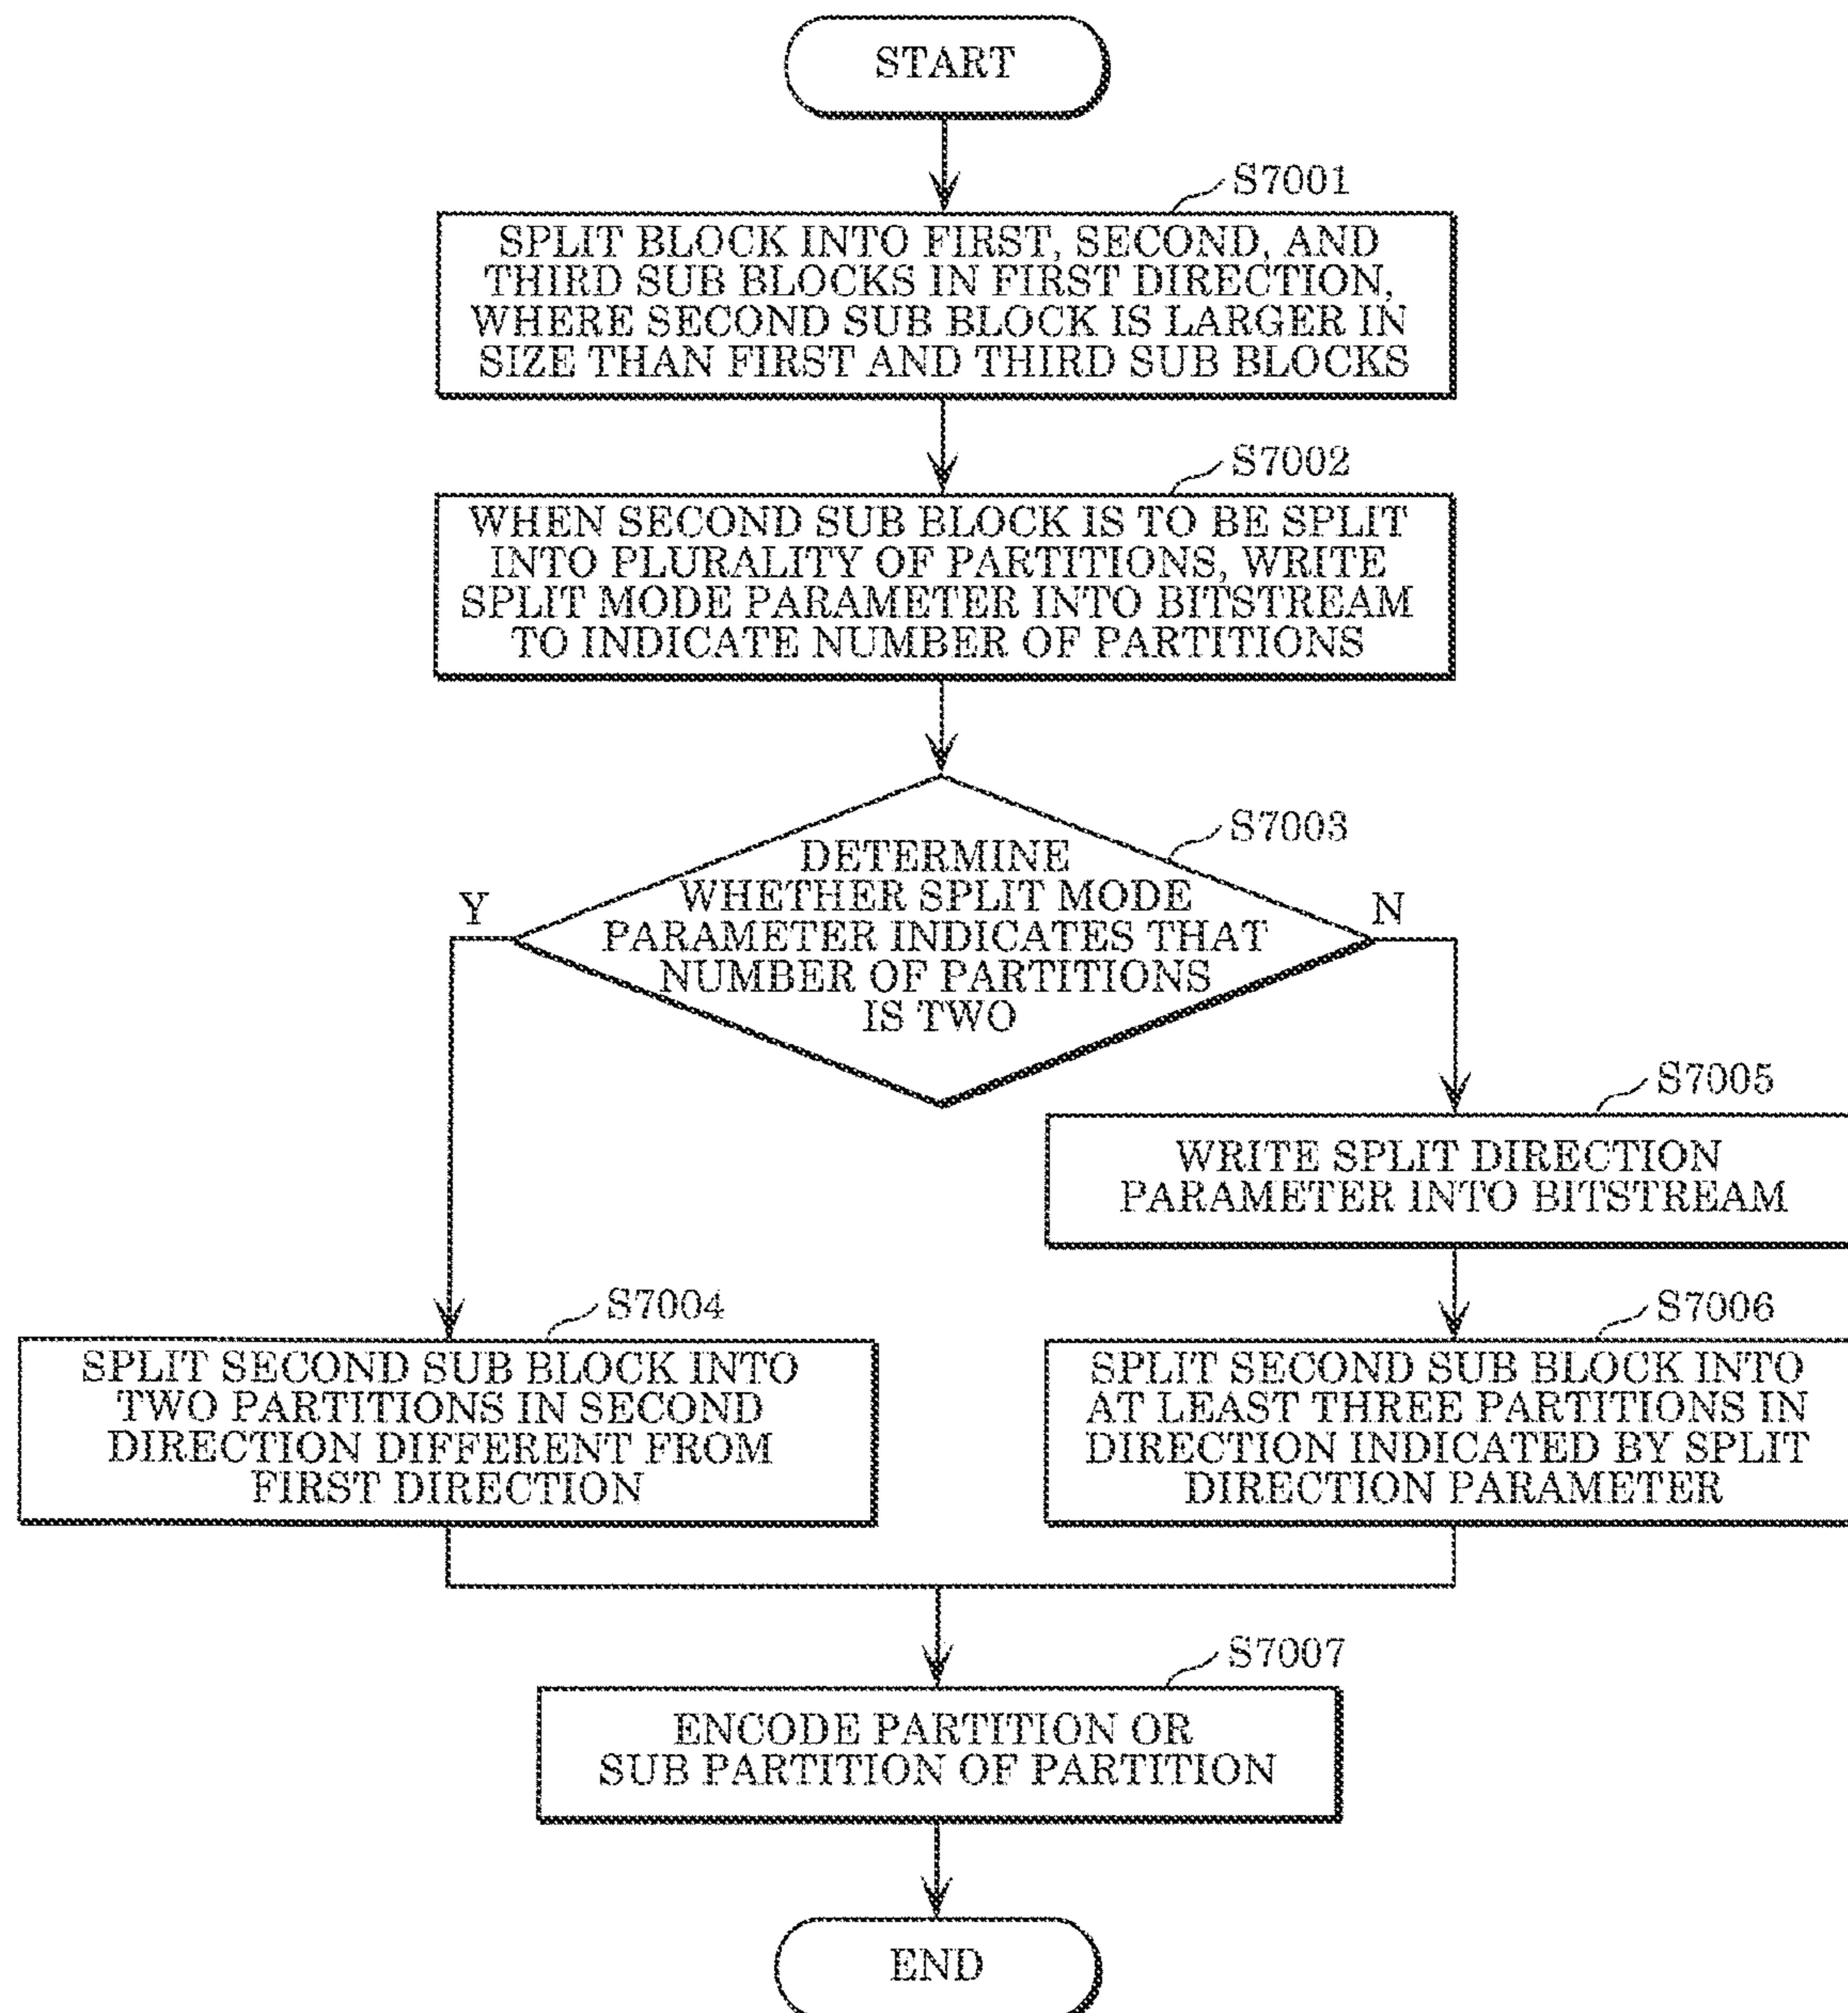 START
S7001
SPLIT BLOCK INTO FIRST, SECOND, AND
THIRD SUB BLOCKS IN FIRST DIRECTION,
WHERE SECOND SUB BLOCK IS LARGER IN
SIZE THAN FIRST AND THIRD SUB BLOCKS
S7002
WHEN SECOND SUB BLOCK IS TO BE SPLIT
INTO PLURALITY OF PARTITIONS, WRITE
SPLIT MODE PARAMETER INTO BITSTREAM
TO INDICATE NUMBER OF PARTITIONS
S7003
DETERMINE
WHETHER SPLIT MODE
PARAMETER INDICATES THAT
NUMBER OF PARTITIONS
IS TWO
Y
N
S7005
WRITE SPLIT DIRECTION
PARAMETER INTO BITSTREAM
S7004
SPLIT SECOND SUB BLOCK INTO
TWO PARTITIONS IN SECOND
DIRECTION DIFFERENT FROM
FIRST DIRECTION
S7006
SPLIT SECOND SUB BLOCK INTO
AT LEAST THREE PARTITIONS IN
DIRECTION INDICATED BY SPLIT
DIRECTION PARAMETER
S7007
ENCODE PARTITION OR
SUB PARTITION OF PARTITION
END